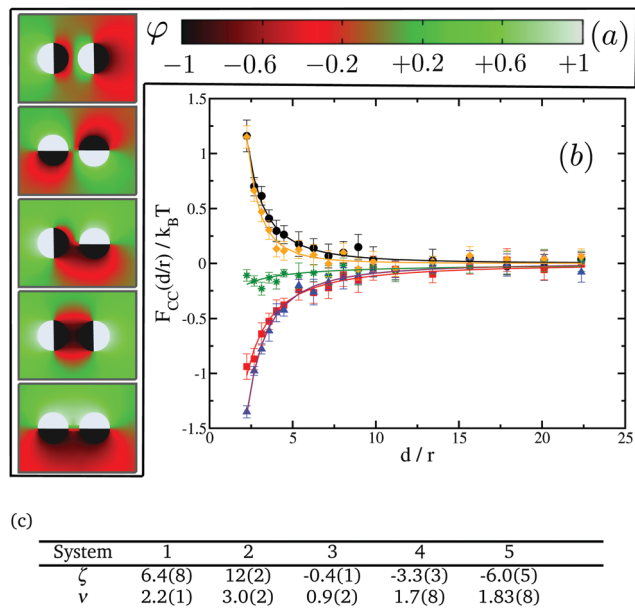 φ
(a)
−1 −0.6 −0.2 +0.2 +0.6 +1
(b)
1.5
1
0.5
0
-0.5
-1
-1.5
F_CC(d/r) / k_B T
0 5 10 15 20 25
d / r
(c)
System 1 2 3 4 5
ζ 6.4(8) 12(2) -0.4(1) -3.3(3) -6.0(5)
ν 2.2(1) 3.0(2) 0.9(2) 1.7(8) 1.83(8)